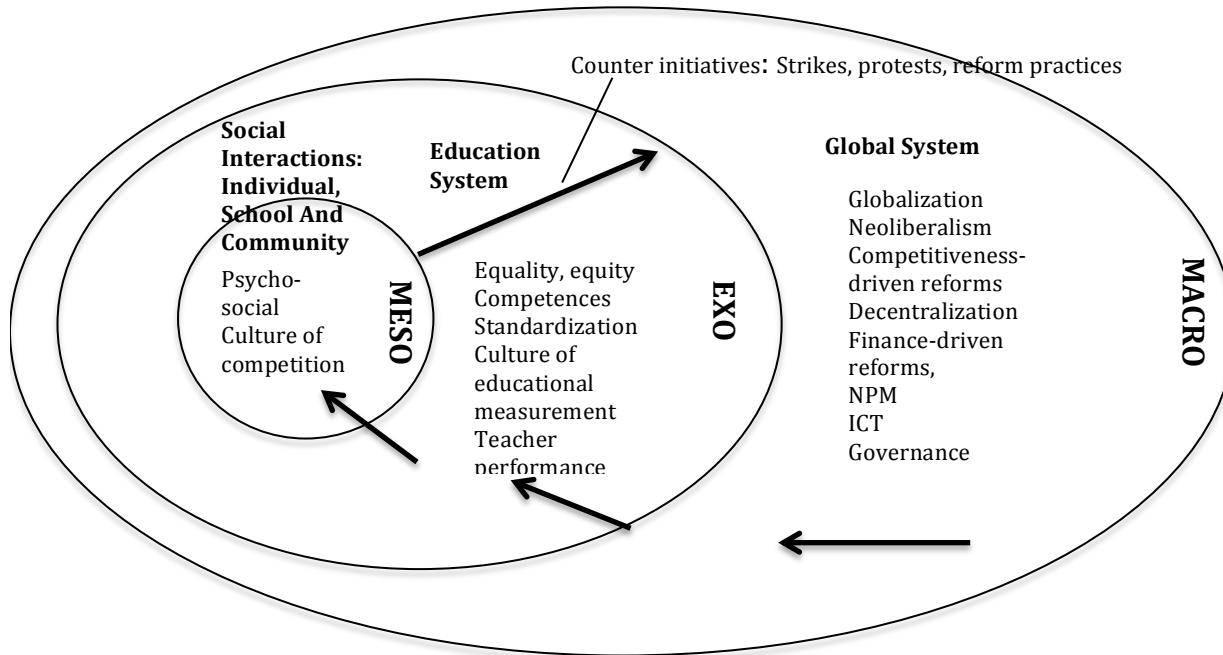 Counter initiatives: Strikes, protests, reform practices
Social
Interactions:
Individual,
School And
Community
Psycho-
social
Culture of
competition
MESO
Education
System
Equality, equity
Competences
Standardization
Culture of
educational
measurement
Teacher
performance
EXO
Global System
Globalization
Neoliberalism
Competitiveness-
driven reforms
Decentralization
Finance-driven
reforms,
NPM
ICT
Governance
MACRO